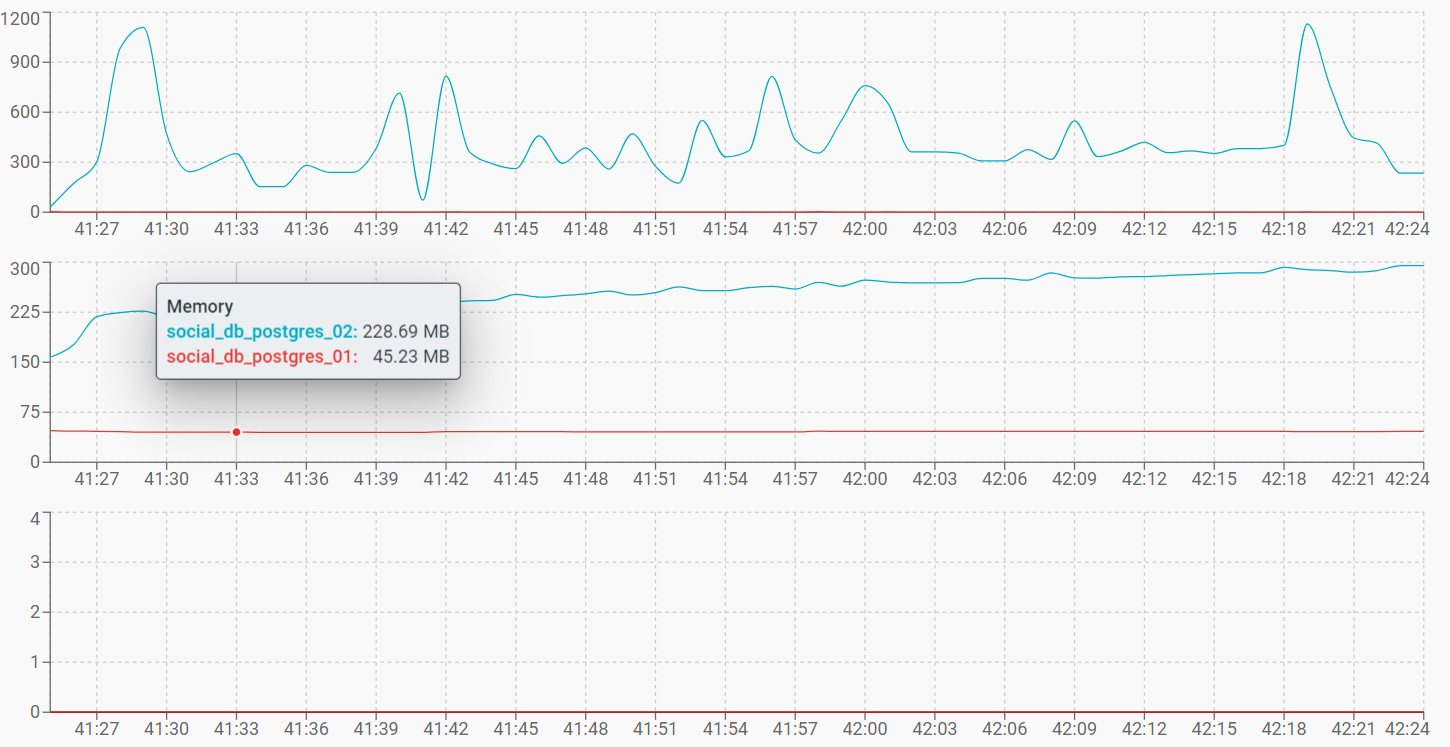 1200
900
600
300
0
41:27 41:30 41:33 41:36 41:39 41:42 41:45 41:48 41:51 41:54 41:57 42:00 42:03 42:06 42:09 42:12 42:15 42:18 42:21 42:24
300
225
150
75
0
Memory
social_db_postgres_02: 228.69 MB
social_db_postgres_01: 45.23 MB
41:27 41:30 41:33 41:36 41:39 41:42 41:45 41:48 41:51 41:54 41:57 42:00 42:03 42:06 42:09 42:12 42:15 42:18 42:21 42:24
4
3
2
1
0
41:27 41:30 41:33 41:36 41:39 41:42 41:45 41:48 41:51 41:54 41:57 42:00 42:03 42:06 42:09 42:12 42:15 42:18 42:21 42:24